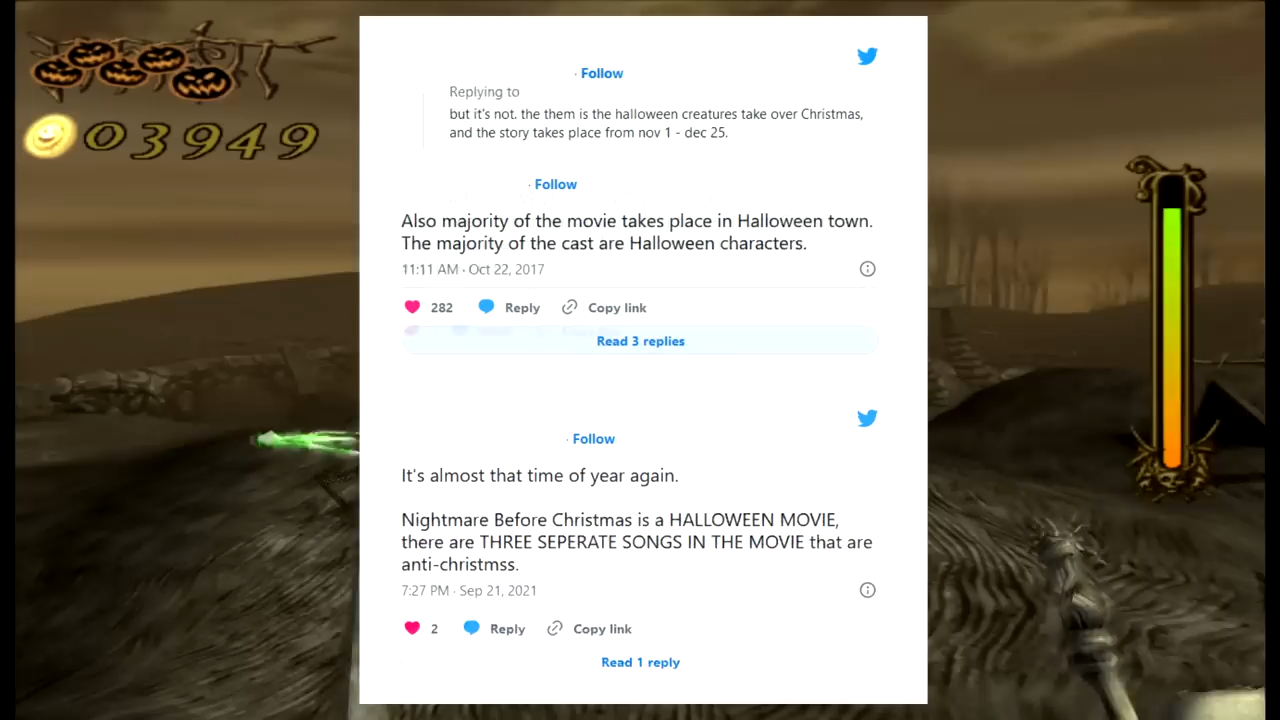 03949
· Follow
Replying to
but it's not. the them is the halloween creatures take over Christmas,
and the story takes place from nov 1 - dec 25.
· Follow
Also majority of the movie takes place in Halloween town.
The majority of the cast are Halloween characters.
11:11 AM · Oct 22, 2017
282 Reply Copy link
Read 3 replies
· Follow
It's almost that time of year again.
Nightmare Before Christmas is a HALLOWEEN MOVIE,
there are THREE SEPERATE SONGS IN THE MOVIE that are
anti-christmss.
7:27 PM · Sep 21, 2021
2 Reply Copy link
Read 1 reply